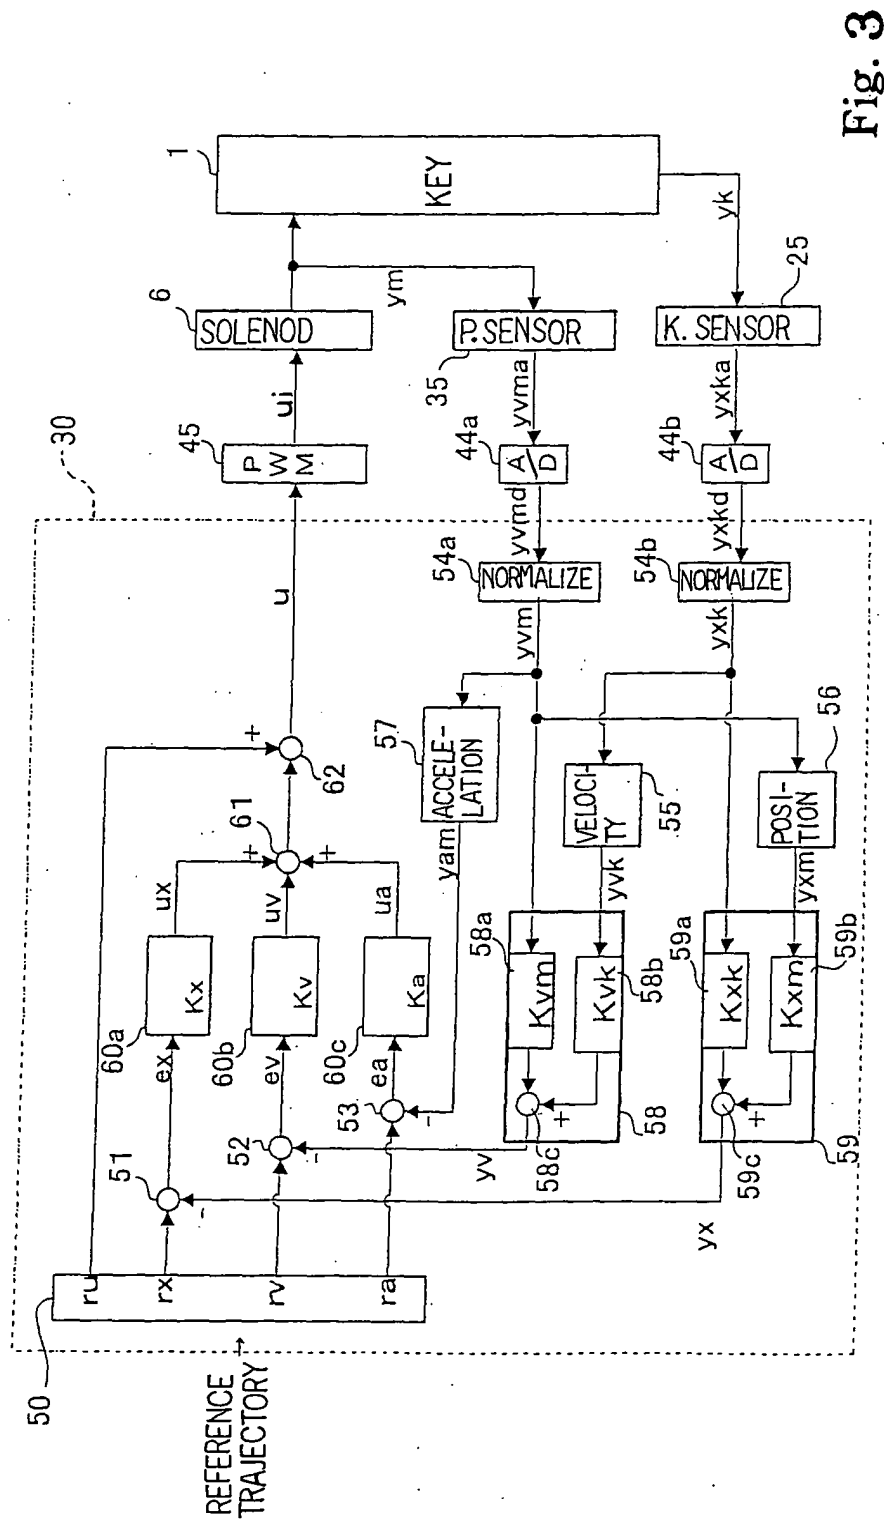 REFERENCE
TRAJECTORY
→
50
ru
rx
rv
ra
30
51
-
ex
60a
Kx
ux
+
52
-
ev
60b
Kv
uv
61
53
-
ea
60c
Ka
ua
+
+
62
u
45
P
W
M
ui
6
SOLENOD
1
KEY
ym
35
P.SENSOR
yvma
44a
A/D
yvmd
54a
NORMALIZE
yvm
57
ACCELE-
LATION
yam
yk
25
K. SENSOR
yxka
44b
A/D
yxkd
54b
NORMALIZE
yxk
55
VELOCI-
TY
yvk
56
POSI-
TION
yxm
58a
Kvm
58b
Kvk
+
58c
58
yv
59a
Kxk
59b
Kxm
+
59c
59
yx
Fig. 3